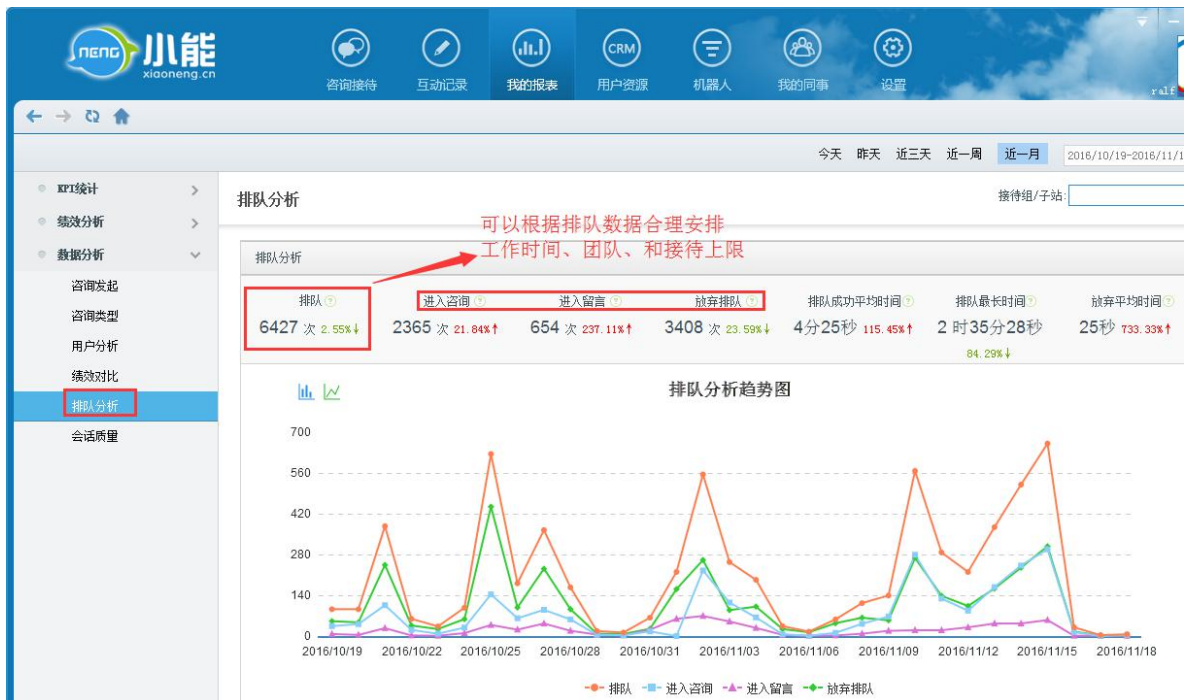 neng 小能
xiaoneng.cn
咨询接待 互动记录 我的报表 CRM 用户资源 机器人 我的同事 设置
ralf
今天 昨天 近三天 近一周 近一月 2016/10/19-2016/11/1
KPI统计
绩效分析
数据分析
咨询发起
咨询类型
用户分析
绩效对比
排队分析
会话质量
排队分析
接待组/子站:
可以根据排队数据合理安排
工作时间、团队、和接待上限
排队分析
排队? 进入咨询? 进入留言? 放弃排队? 排队成功平均时间? 排队最长时间? 放弃平均时间?
6427 次 2.55%↓ 2365 次 21.84%↑ 654 次 237.11%↑ 3408 次 23.59%↓ 4分25秒 115.45%↑ 2 时35分28秒 25秒 733.33%↑
84.29%↓
排队分析趋势图
700
560
420
280
140
0
2016/10/19 2016/10/22 2016/10/25 2016/10/28 2016/10/31 2016/11/03 2016/11/06 2016/11/09 2016/11/12 2016/11/15 2016/11/18
排队 进入咨询 进入留言 放弃排队